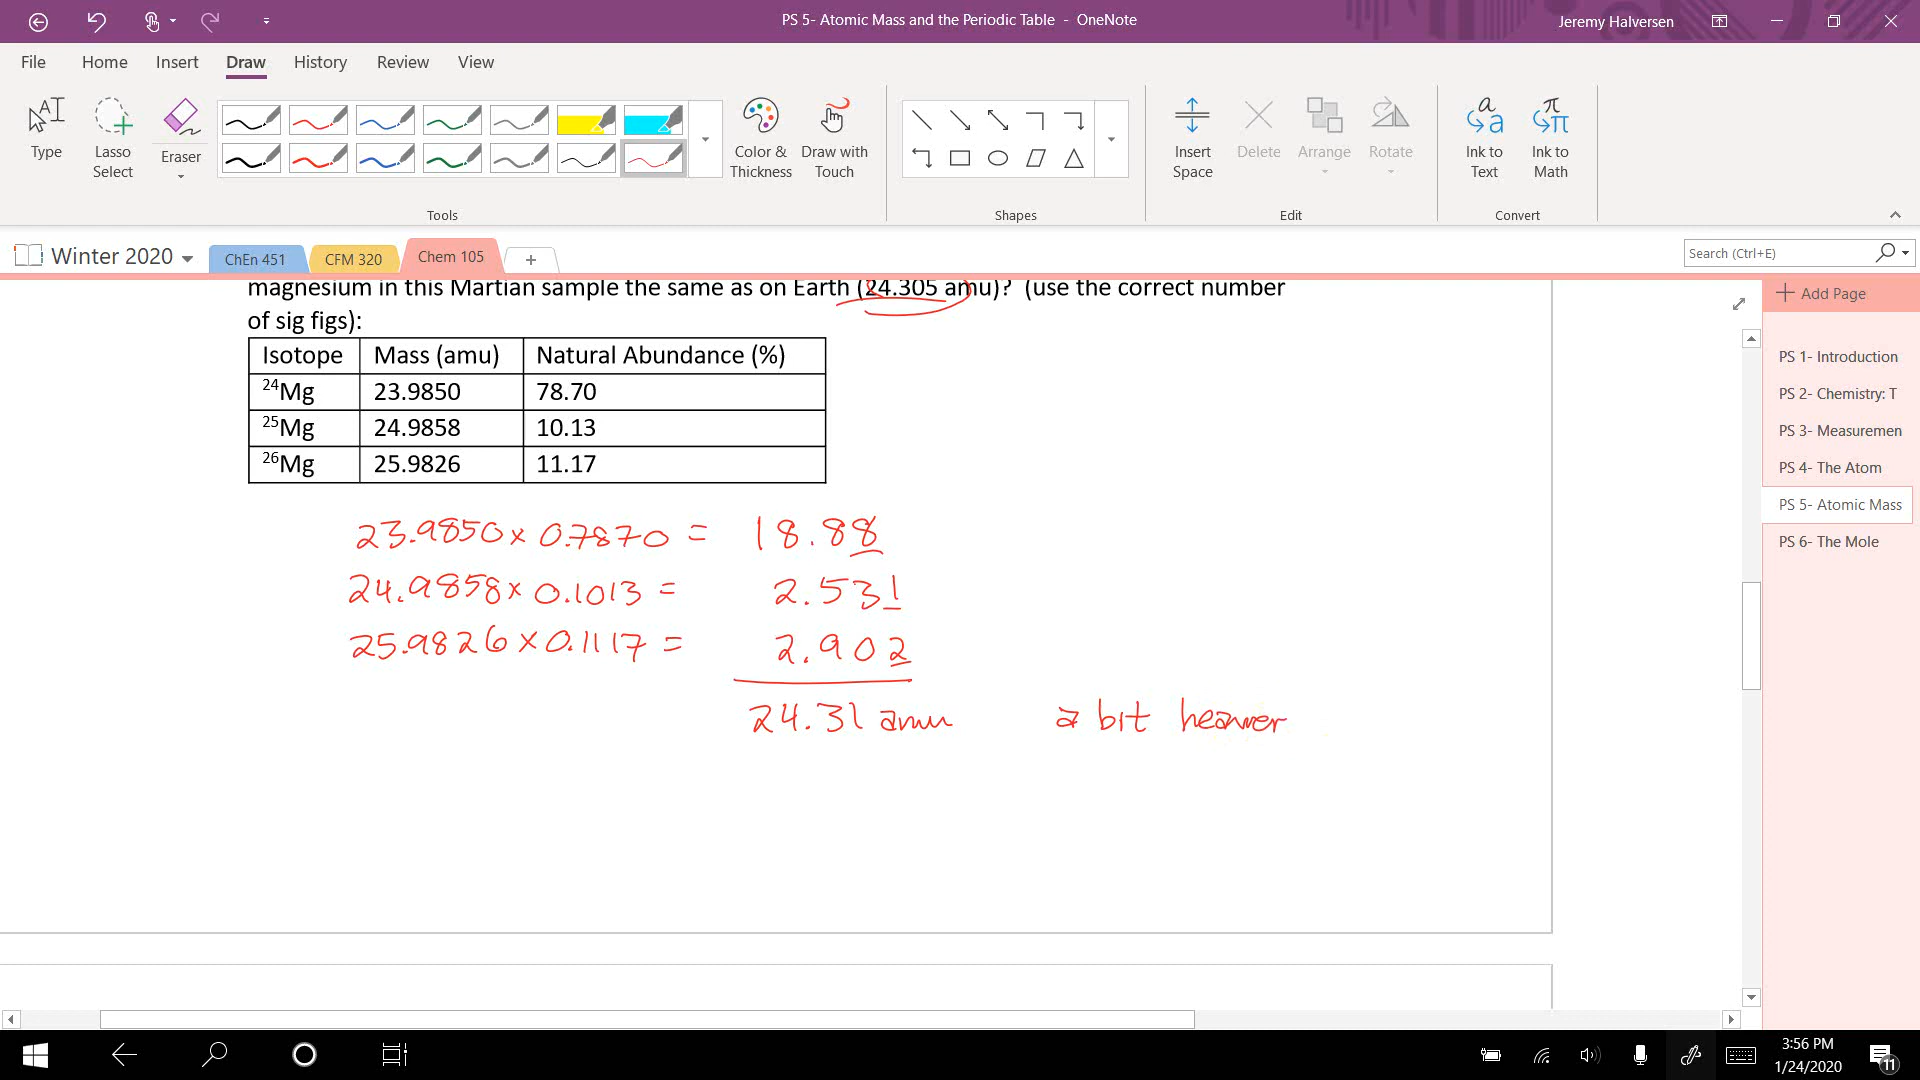 PS 5- Atomic Mass and the Periodic Table - OneNote
Jeremy Halversen
File Home Insert Draw History Review View
Type
Lasso Select
Eraser
Color & Thickness
Draw with Touch
Insert Space
Delete
Arrange
Rotate
Ink to Text
Ink to Math
Tools
Shapes
Edit
Convert
Winter 2020
ChEn 451
CFM 320
Chem 105
Search (Ctrl+E)
magnesium in this Martian sample the same as on Earth (24.305 amu)? (use the correct number
of sig figs):
Isotope Mass (amu) Natural Abundance (%)
²⁴Mg 23.9850 78.70
²⁵Mg 24.9858 10.13
²⁶Mg 25.9826 11.17
23.9850 × 0.7870 = 18.88
24.9858 × 0.1013 = 2.531
25.9826 × 0.1117 = 2.902
24.31 amu a bit heavier
Add Page
PS 1- Introduction
PS 2- Chemistry: T
PS 3- Measuremen
PS 4- The Atom
PS 5- Atomic Mass
PS 6- The Mole
3:56 PM
1/24/2020
11